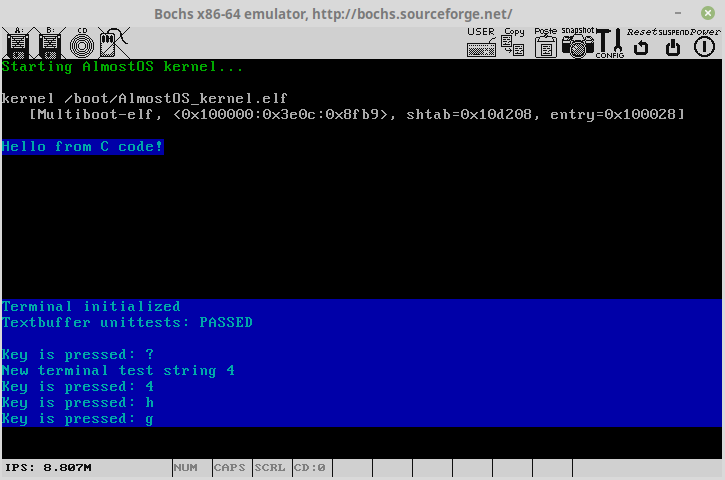 Bochs x86-64 emulator, http://bochs.sourceforge.net/
A: B: CD USER Copy Paste snapshot CONFIG Reset SUSPEND Power
Starting AlmostOS kernel...
kernel /boot/AlmostOS_kernel.elf
[Multiboot-elf, <0x100000:0x3e0c:0x8fb9>, shtab=0x10d208, entry=0x100028]
Hello from C code!
Terminal initialized
Textbuffer unittests: PASSED
Key is pressed: ?
New terminal test string 4
Key is pressed: 4
Key is pressed: h
Key is pressed: g
IPS: 8.807M NUM CAPS SCRL CD:0